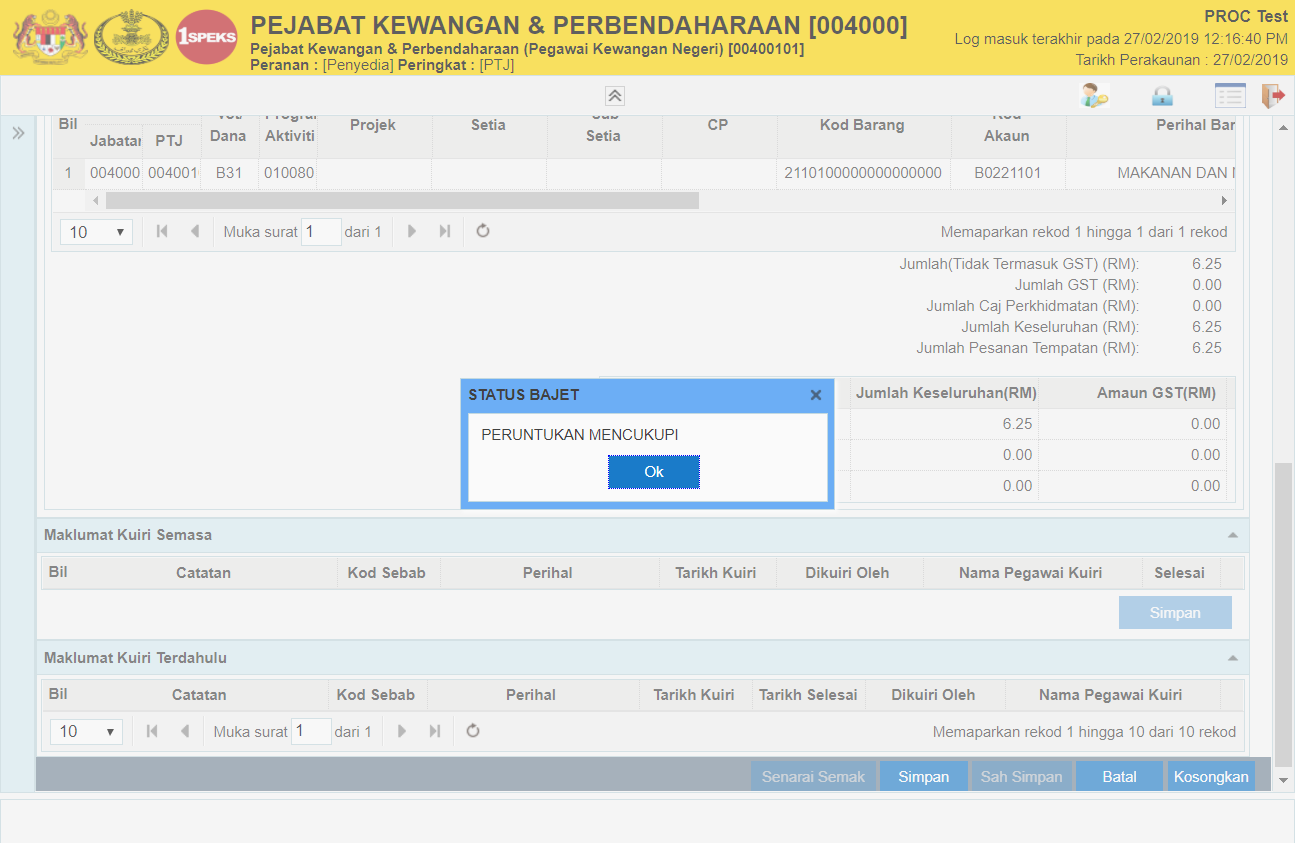 1SPEKS
PEJABAT KEWANGAN & PERBENDAHARAAN [004000]
Pejabat Kewangan & Perbendaharaan (Pegawai Kewangan Negeri) [00400101]
Peranan : [Penyedia] Peringkat : [PTJ]
PROC Test
Log masuk terakhir pada 27/02/2019 12:16:40 PM
Tarikh Perakaunan : 27/02/2019
Bil Jabatan PTJ Dana Aktiviti Projek Setia Sub Setia CP Kod Barang Kod Akaun Perihal Bar
1 004000 00400 B31 010080 2110100000000000000 B0221101 MAKANAN DAN
10 Muka surat 1 dari 1 Memaparkan rekod 1 hingga 1 dari 1 rekod
Jumlah(Tidak Termasuk GST) (RM): 6.25
Jumlah GST (RM): 0.00
Jumlah Caj Perkhidmatan (RM): 0.00
Jumlah Keseluruhan (RM): 6.25
Jumlah Pesanan Tempatan (RM): 6.25
Jumlah Keseluruhan(RM) Amaun GST(RM)
6.25 0.00
0.00 0.00
0.00 0.00
STATUS BAJET
PERUNTUKAN MENCUKUPI
Ok
Maklumat Kuiri Semasa
Bil Catatan Kod Sebab Perihal Tarikh Kuiri Dikuiri Oleh Nama Pegawai Kuiri Selesai
Simpan
Maklumat Kuiri Terdahulu
Bil Catatan Kod Sebab Perihal Tarikh Kuiri Tarikh Selesai Dikuiri Oleh Nama Pegawai Kuiri
10 Muka surat 1 dari 1 Memaparkan rekod 1 hingga 10 dari 10 rekod
Senarai Semak Simpan Sah Simpan Batal Kosongkan